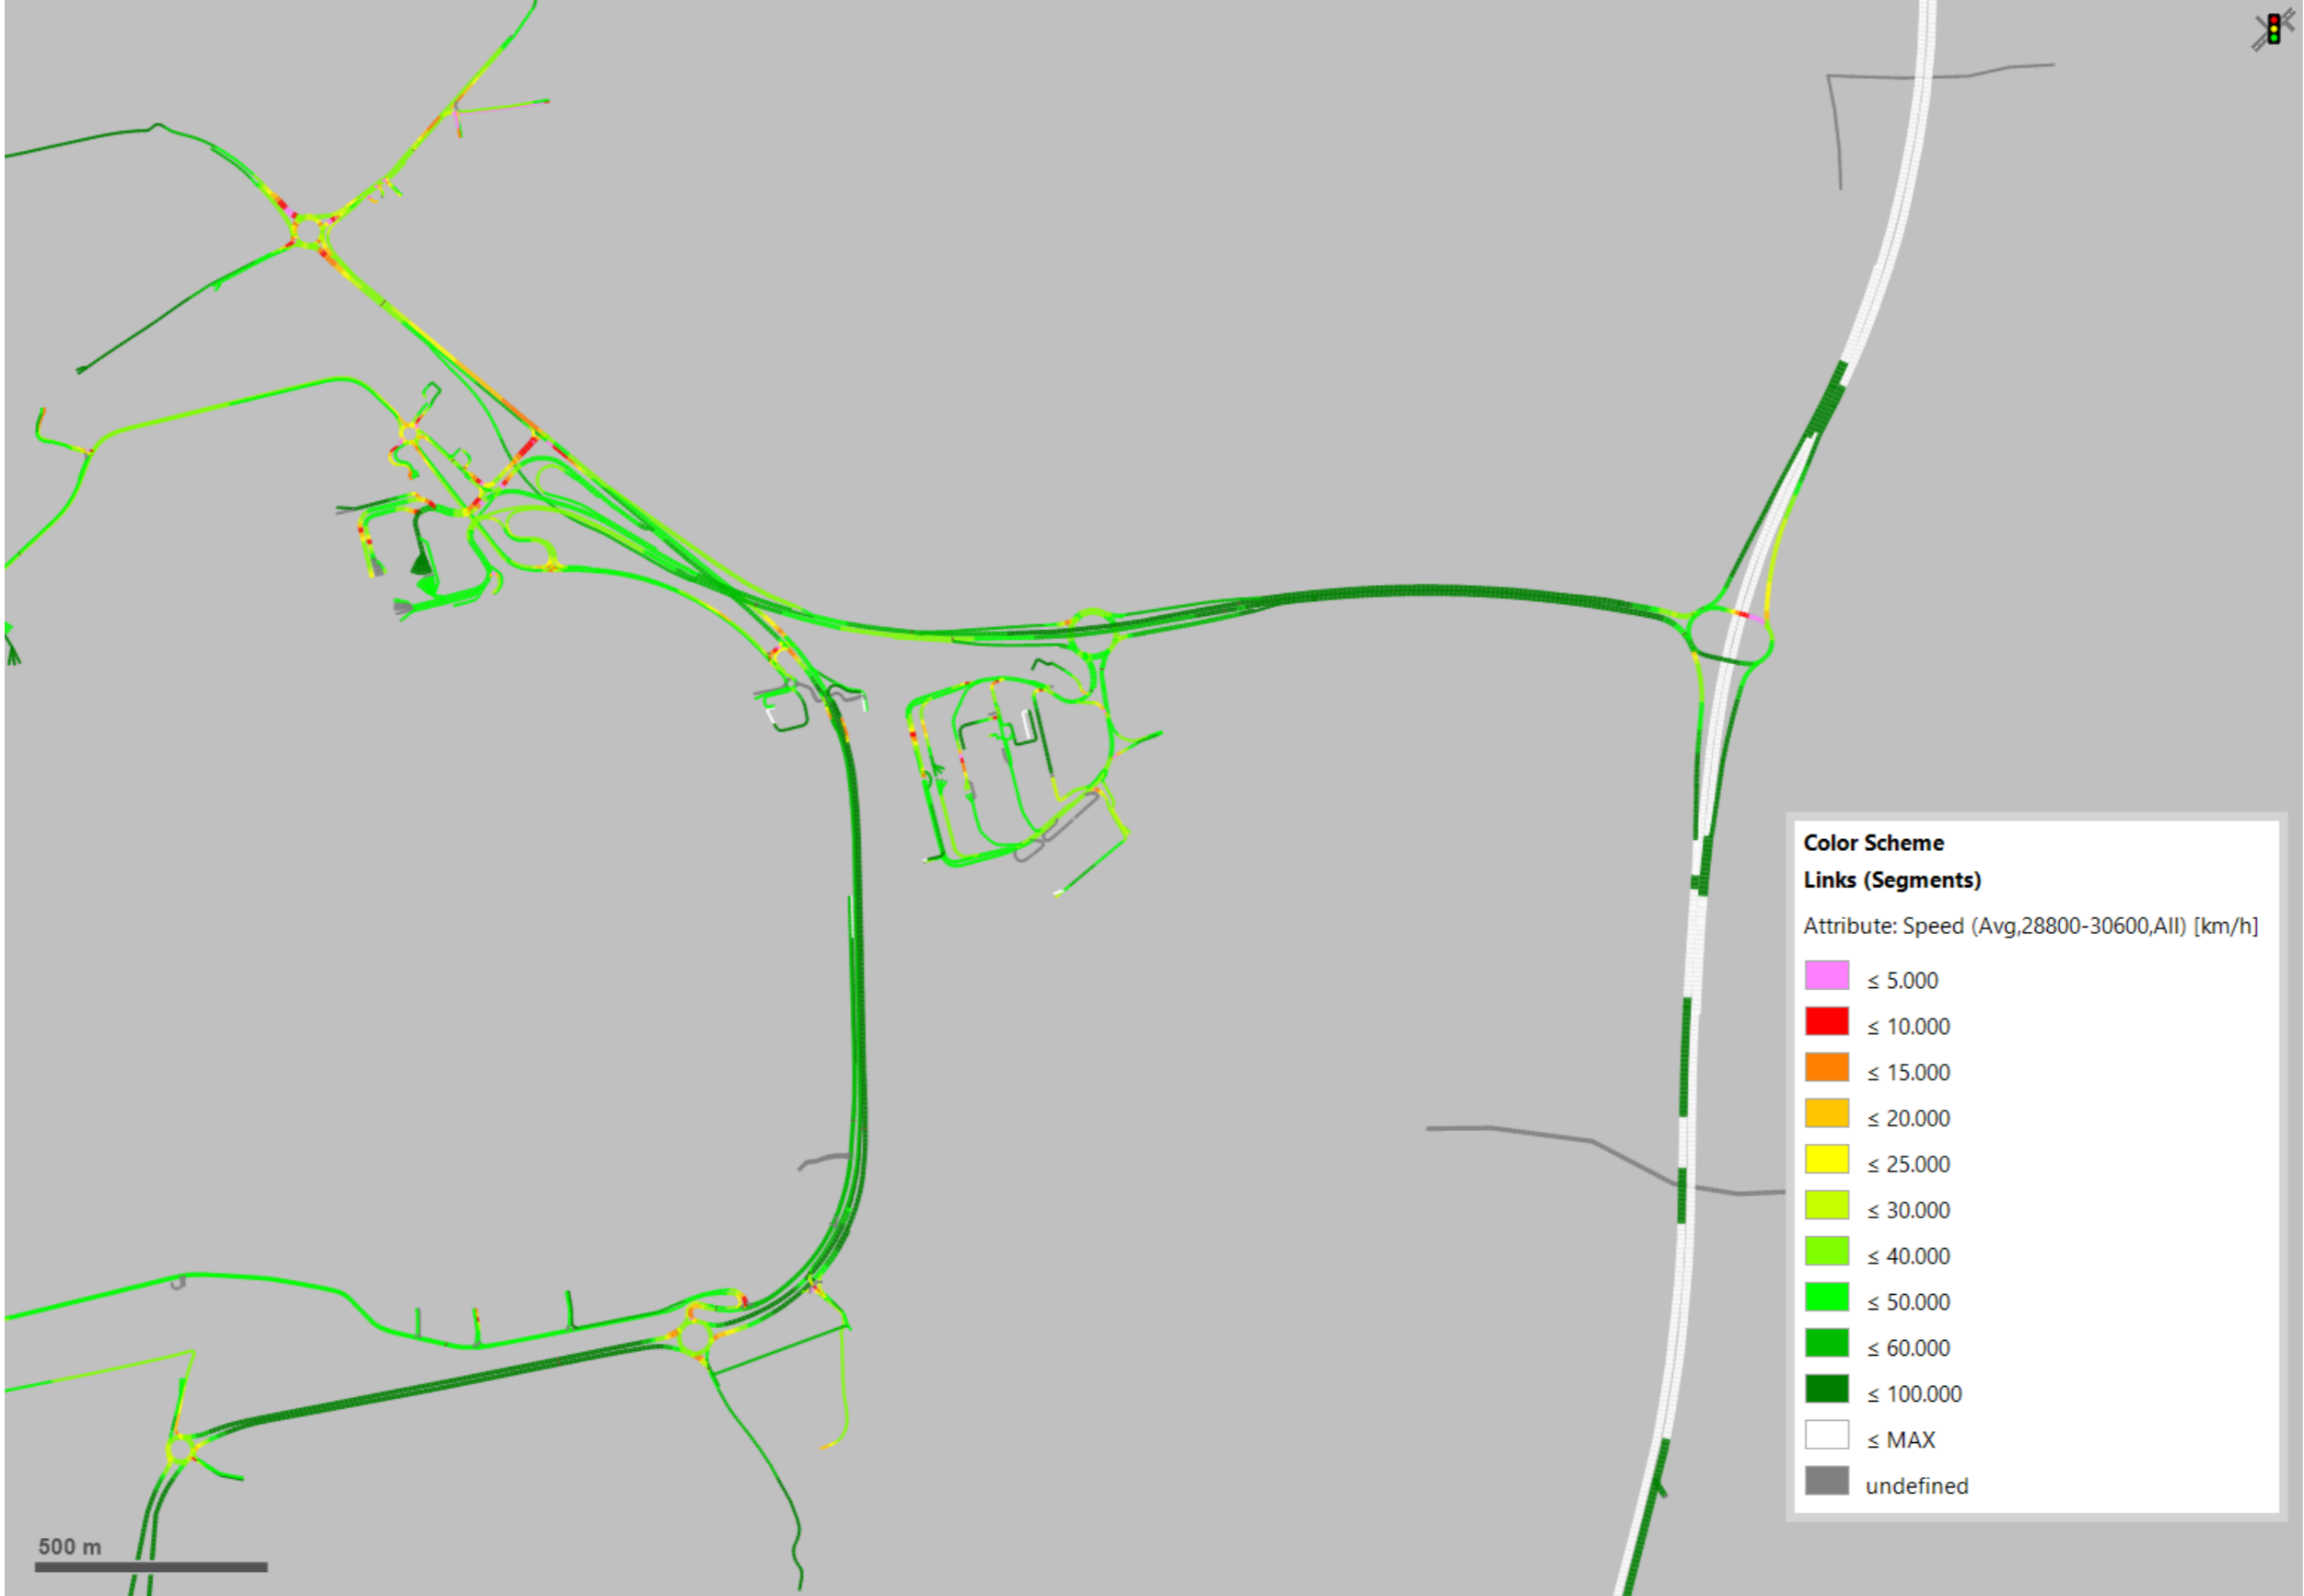 Color Scheme
Links (Segments)
Attribute: Speed (Avg,28800-30600,All) [km/h]
≤ 5.000
≤ 10.000
≤ 15.000
≤ 20.000
≤ 25.000
≤ 30.000
≤ 40.000
≤ 50.000
≤ 60.000
≤ 100.000
≤ MAX
undefined
500 m